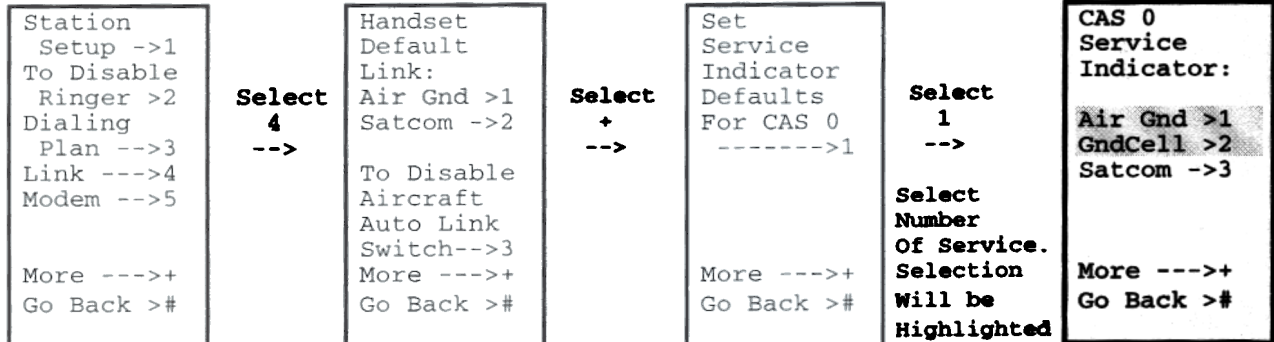 Station
Setup ->1
To Disable
Ringer >2
Dialing
Plan -->3
Link --->4
Modem -->5
More --->+
Go Back >#
Select
4
-->
Handset
Default
Link:
Air Gnd >1
Satcom ->2
To Disable
Aircraft
Auto Link
Switch-->3
More --->+
Go Back >#
Select
+
-->
Set
Service
Indicator
Defaults
For CAS 0
------->1
More --->+
Go Back >#
Select
1
-->
Select
Number
Of Service.
Selection
Will be
Highlighted
CAS 0
Service
Indicator:
Air Gnd >1
GndCell >2
Satcom ->3
More --->+
Go Back >#